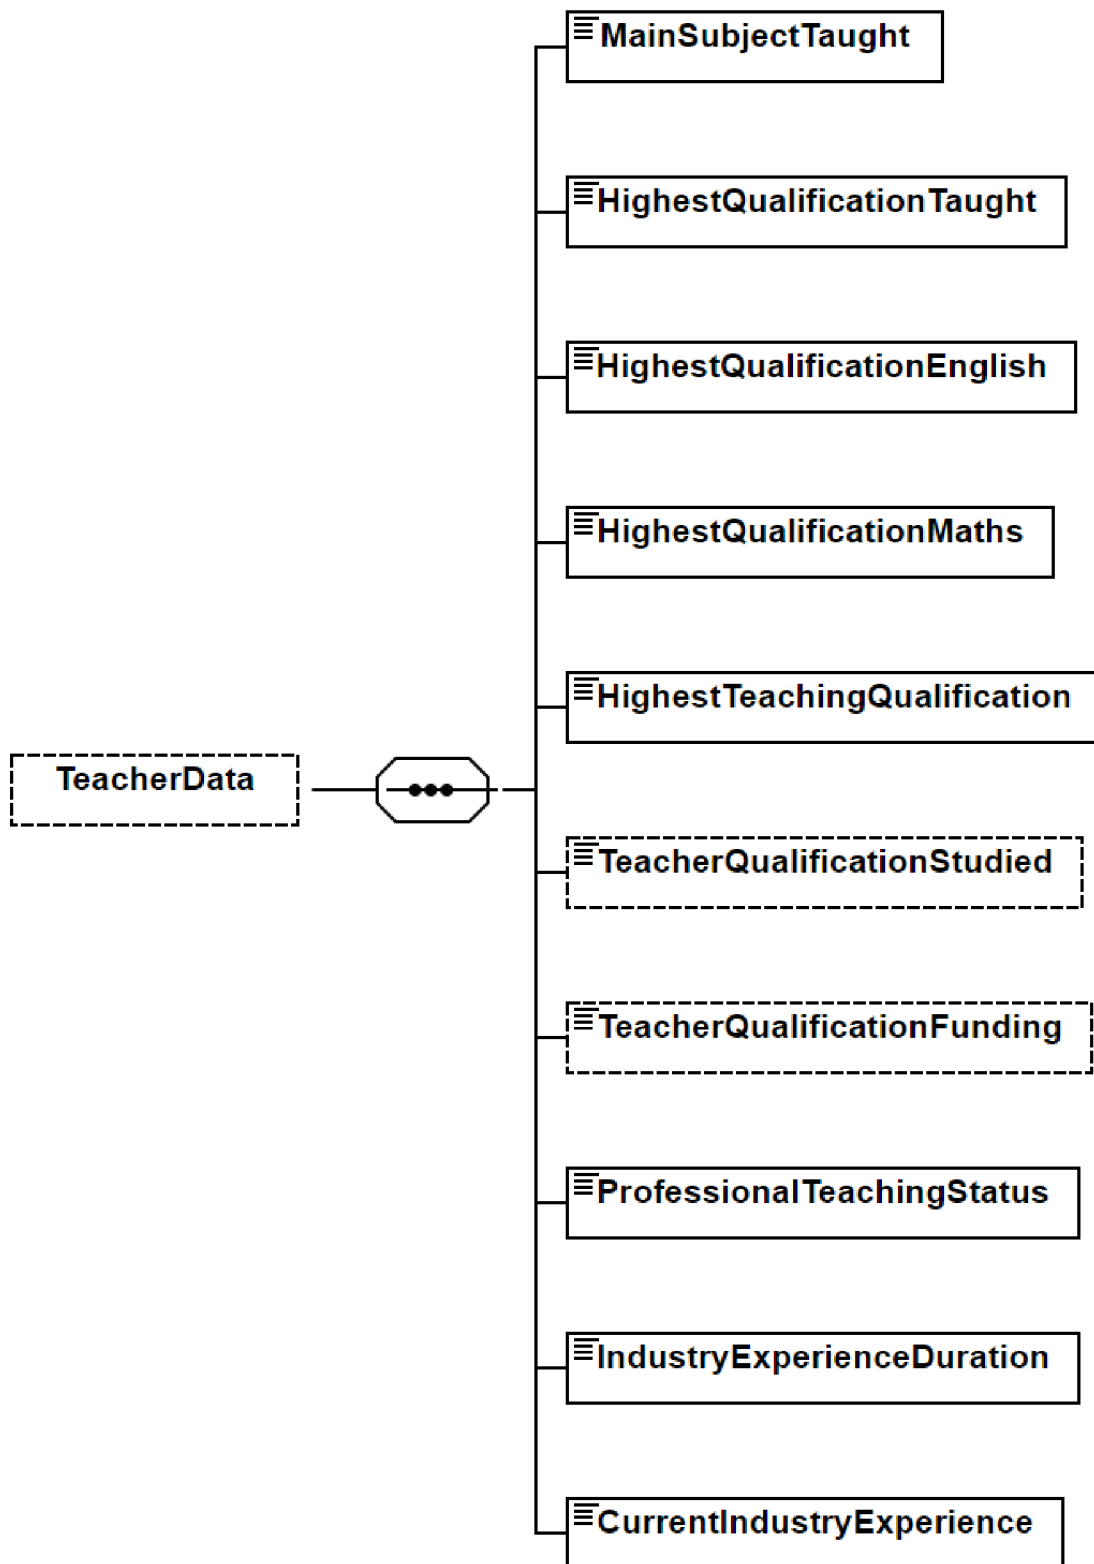 MainSubjectTaught
HighestQualificationTaught
HighestQualificationEnglish
HighestQualificationMaths
HighestTeachingQualification
TeacherData
TeacherQualificationStudied
TeacherQualificationFunding
ProfessionalTeachingStatus
IndustryExperienceDuration
CurrentIndustryExperience